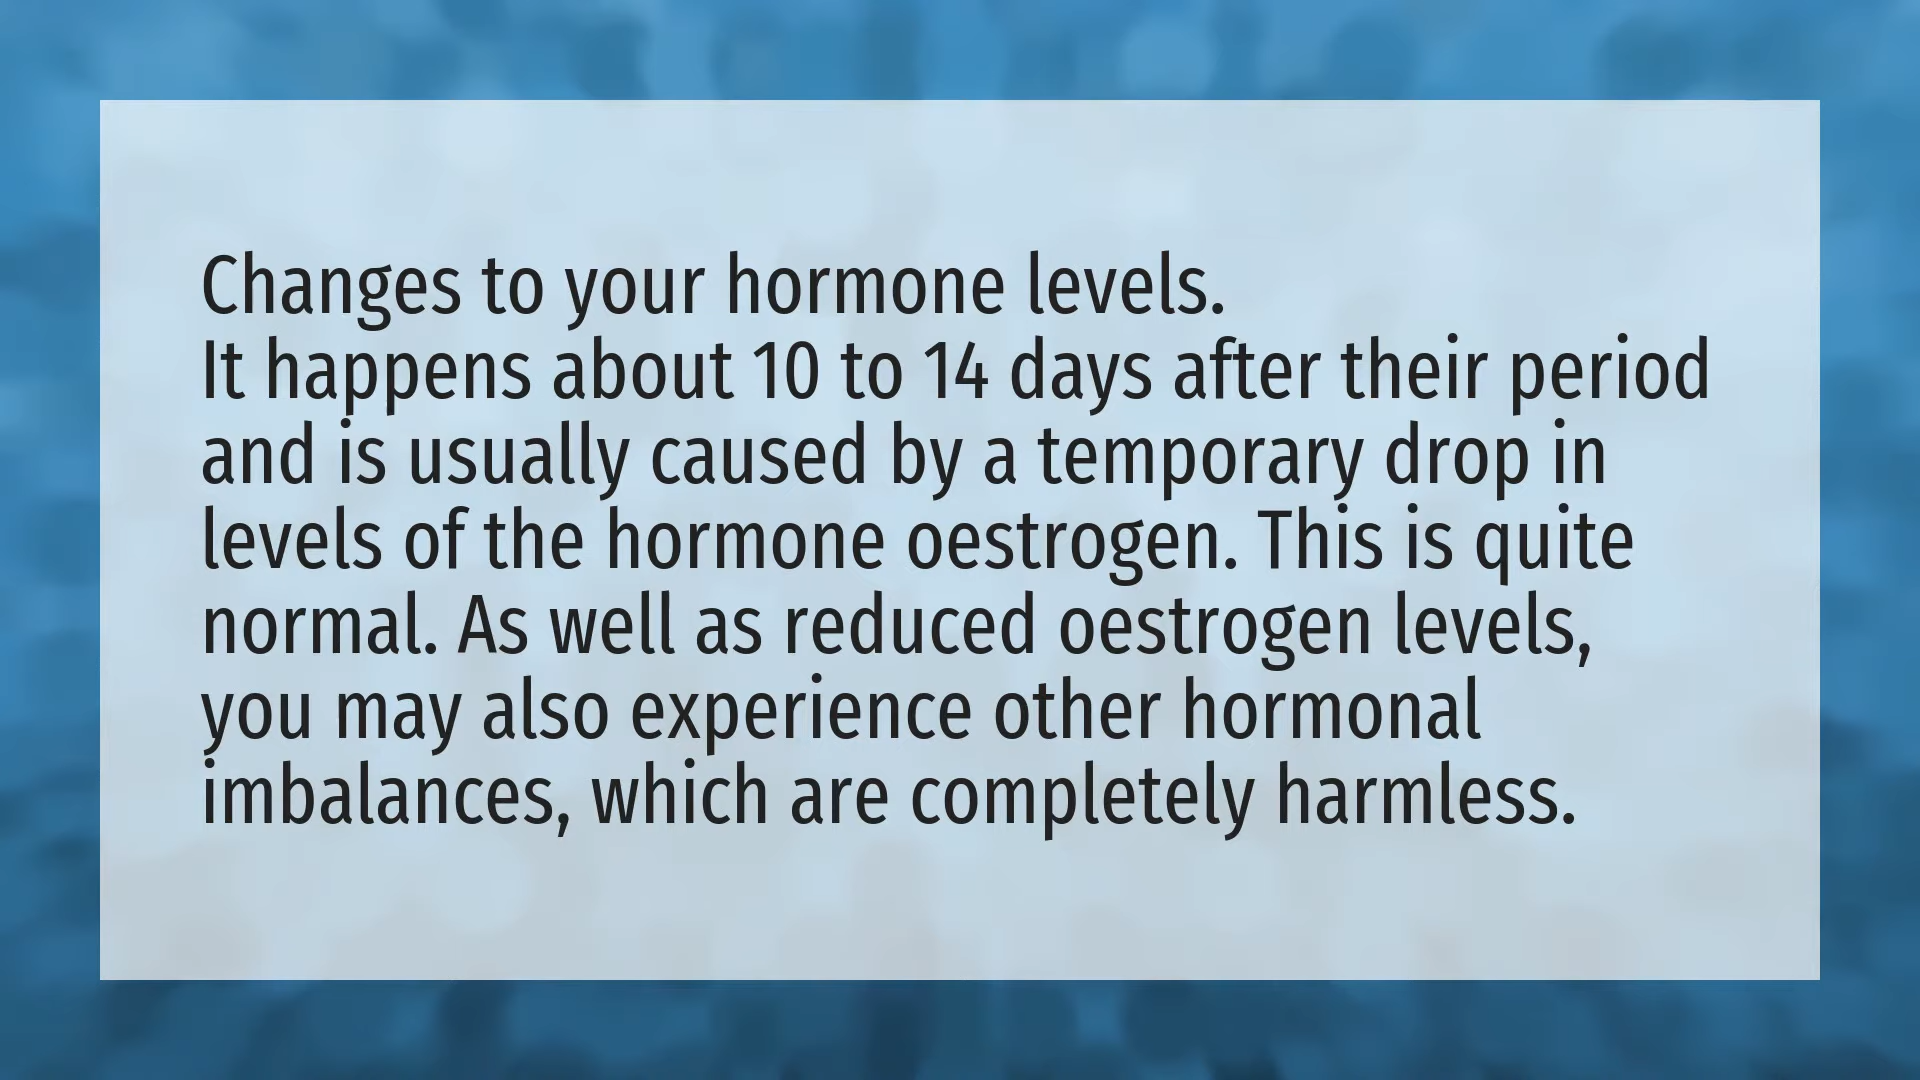 Changes to your hormone levels.
It happens about 10 to 14 days after their period
and is usually caused by a temporary drop in
levels of the hormone oestrogen. This is quite
normal. As well as reduced oestrogen levels,
you may also experience other hormonal
imbalances, which are completely harmless.